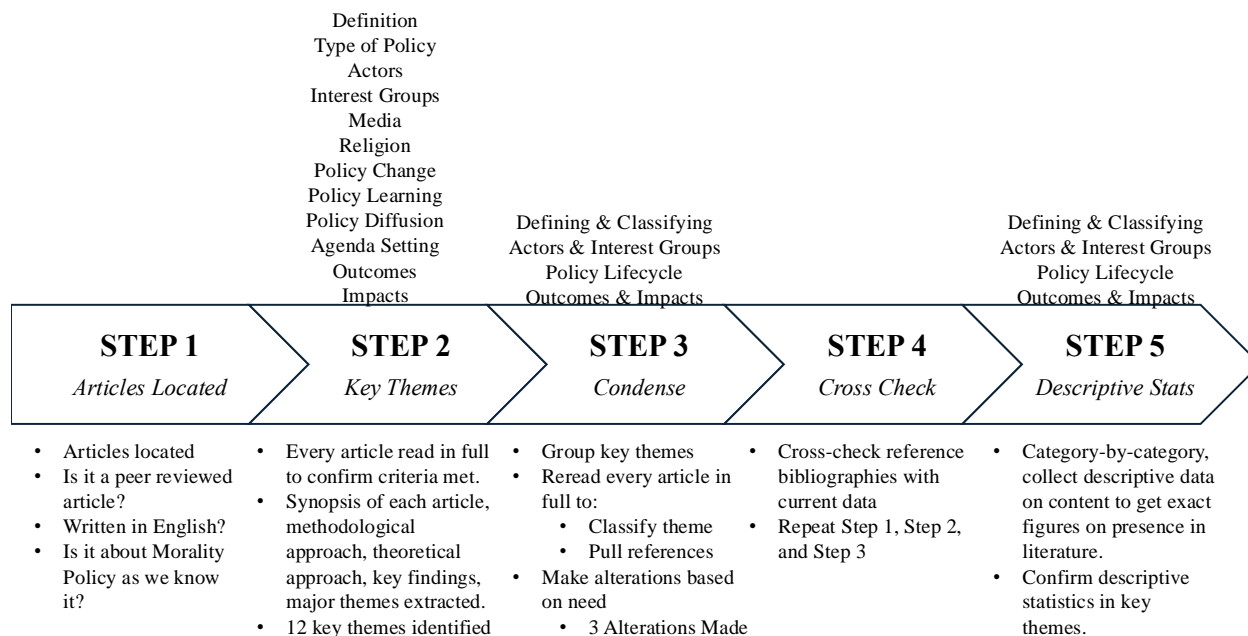 Definition
Type of Policy
Actors
Interest Groups
Media
Religion
Policy Change
Policy Learning
Policy Diffusion
Agenda Setting
Outcomes
Impacts
Defining & Classifying
Actors & Interest Groups
Policy Lifecycle
Outcomes & Impacts
Defining & Classifying
Actors & Interest Groups
Policy Lifecycle
Outcomes & Impacts
STEP 1
Articles Located
STEP 2
Key Themes
STEP 3
Condense
STEP 4
Cross Check
STEP 5
Descriptive Stats
• Articles located
• Is it a peer reviewed
article?
• Written in English?
• Is it about Morality
Policy as we know
it?
• Every article read in full
to confirm criteria met.
• Synopsis of each article,
methodological
approach, theoretical
approach, key findings,
major themes extracted.
• 12 key themes identified
• Group key themes
• Reread every article in
full to:
• Classify theme
• Pull references
• Make alterations based
on need
• 3 Alterations Made
• Cross-check reference
bibliographies with
current data
• Repeat Step 1, Step 2,
and Step 3
• Category-by-category,
collect descriptive data
on content to get exact
figures on presence in
literature.
• Confirm descriptive
statistics in key
themes.